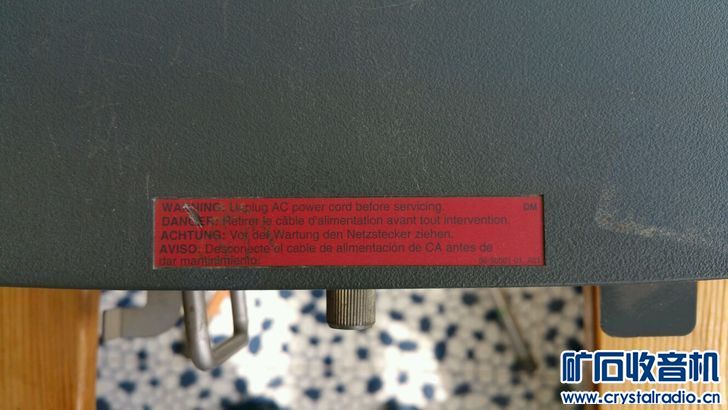 WARNING: Unplug AC power cord before servicing. DM
DANGER: Retirer le câble d'alimentation avant tout intervention.
ACHTUNG: Vor der Wartung den Netzstecker ziehen.
AVISO: Desconecte el cable de alimentación de CA antes de
dar mantinimiento.
矿石收音机
www.crystalradio.cn